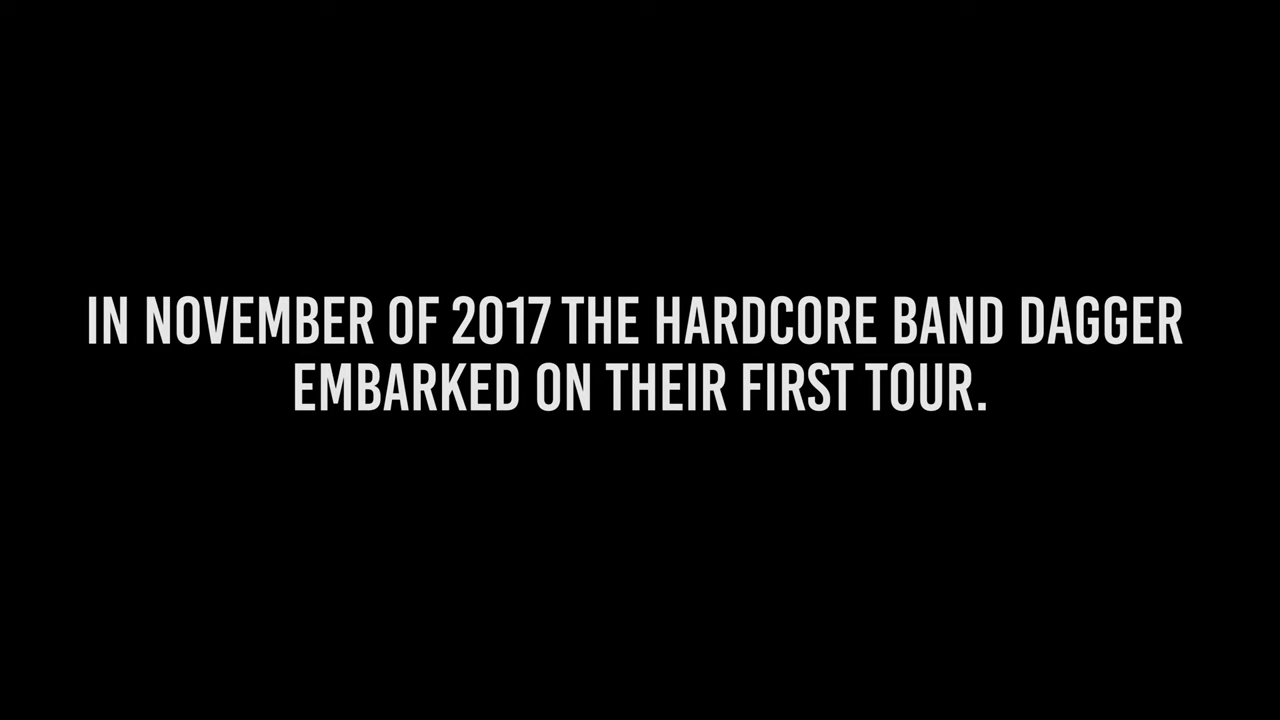 IN NOVEMBER OF 2017 THE HARDCORE BAND DAGGER
EMBARKED ON THEIR FIRST TOUR.